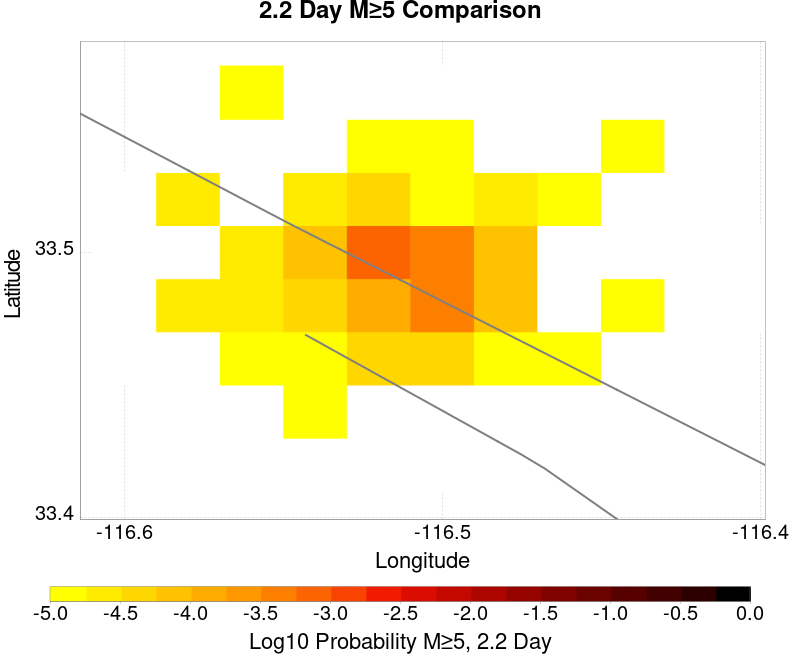 2.2 Day M≥5 Comparison
Latitude
33.5
33.4
-116.6 -116.5 -116.4
Longitude
-5.0 -4.5 -4.0 -3.5 -3.0 -2.5 -2.0 -1.5 -1.0 -0.5 0.0
Log10 Probability M≥5, 2.2 Day